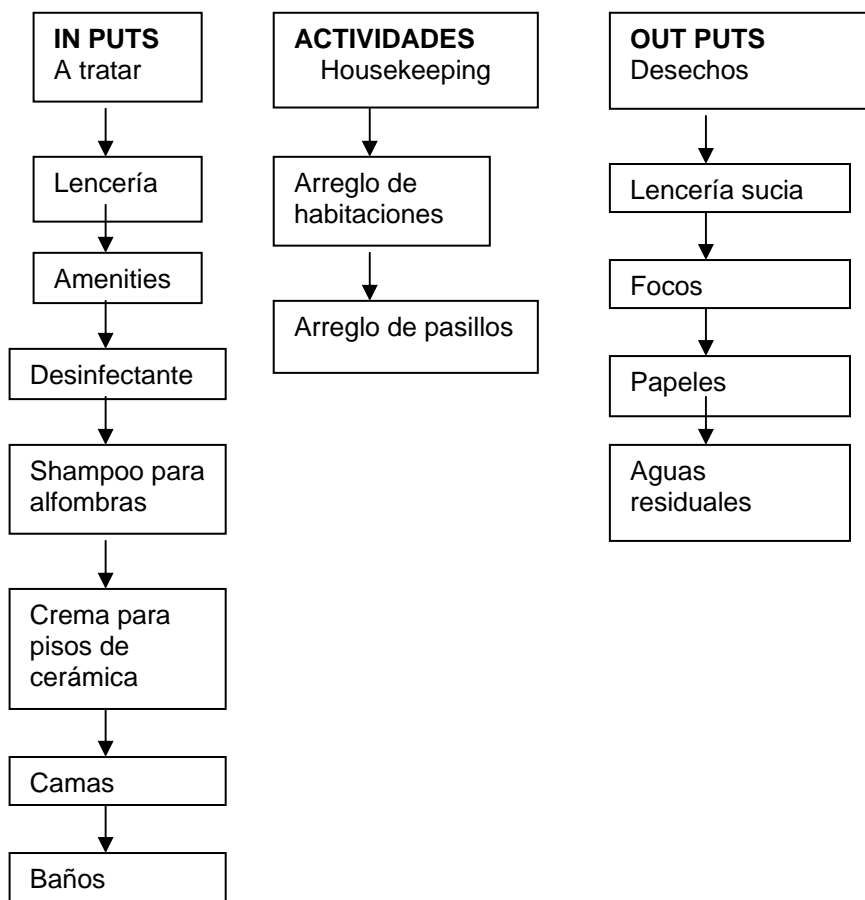 IN PUTS
A tratar
Lencería
Amenities
Desinfectante
Shampoo para
alfombras
Crema para
pisos de
cerámica
Camas
Baños
ACTIVIDADES
Housekeeping
Arreglo de
habitaciones
Arreglo de pasillos
OUT PUTS
Desechos
Lencería sucia
Focos
Papeles
Aguas
residuales